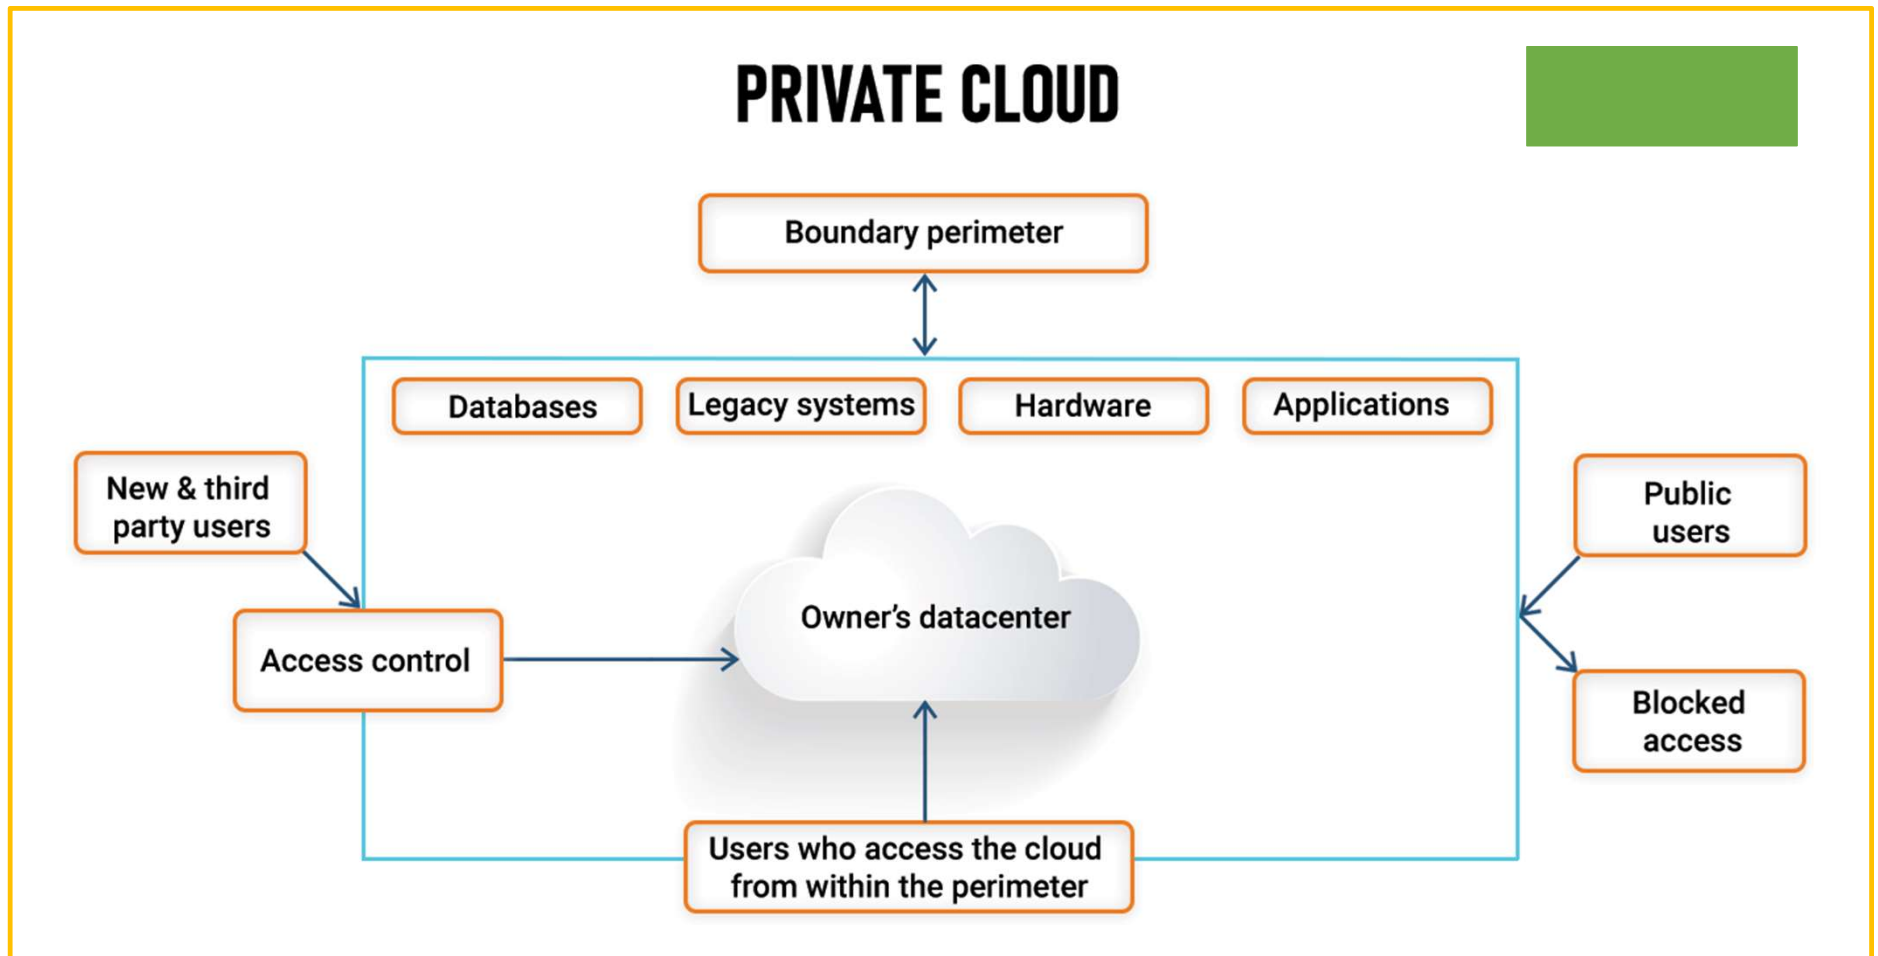 PRIVATE CLOUD
Boundary perimeter
Databases
Legacy systems
Hardware
Applications
New & third
party users
Public
users
Access control
Owner’s datacenter
Blocked
access
Users who access the cloud
from within the perimeter